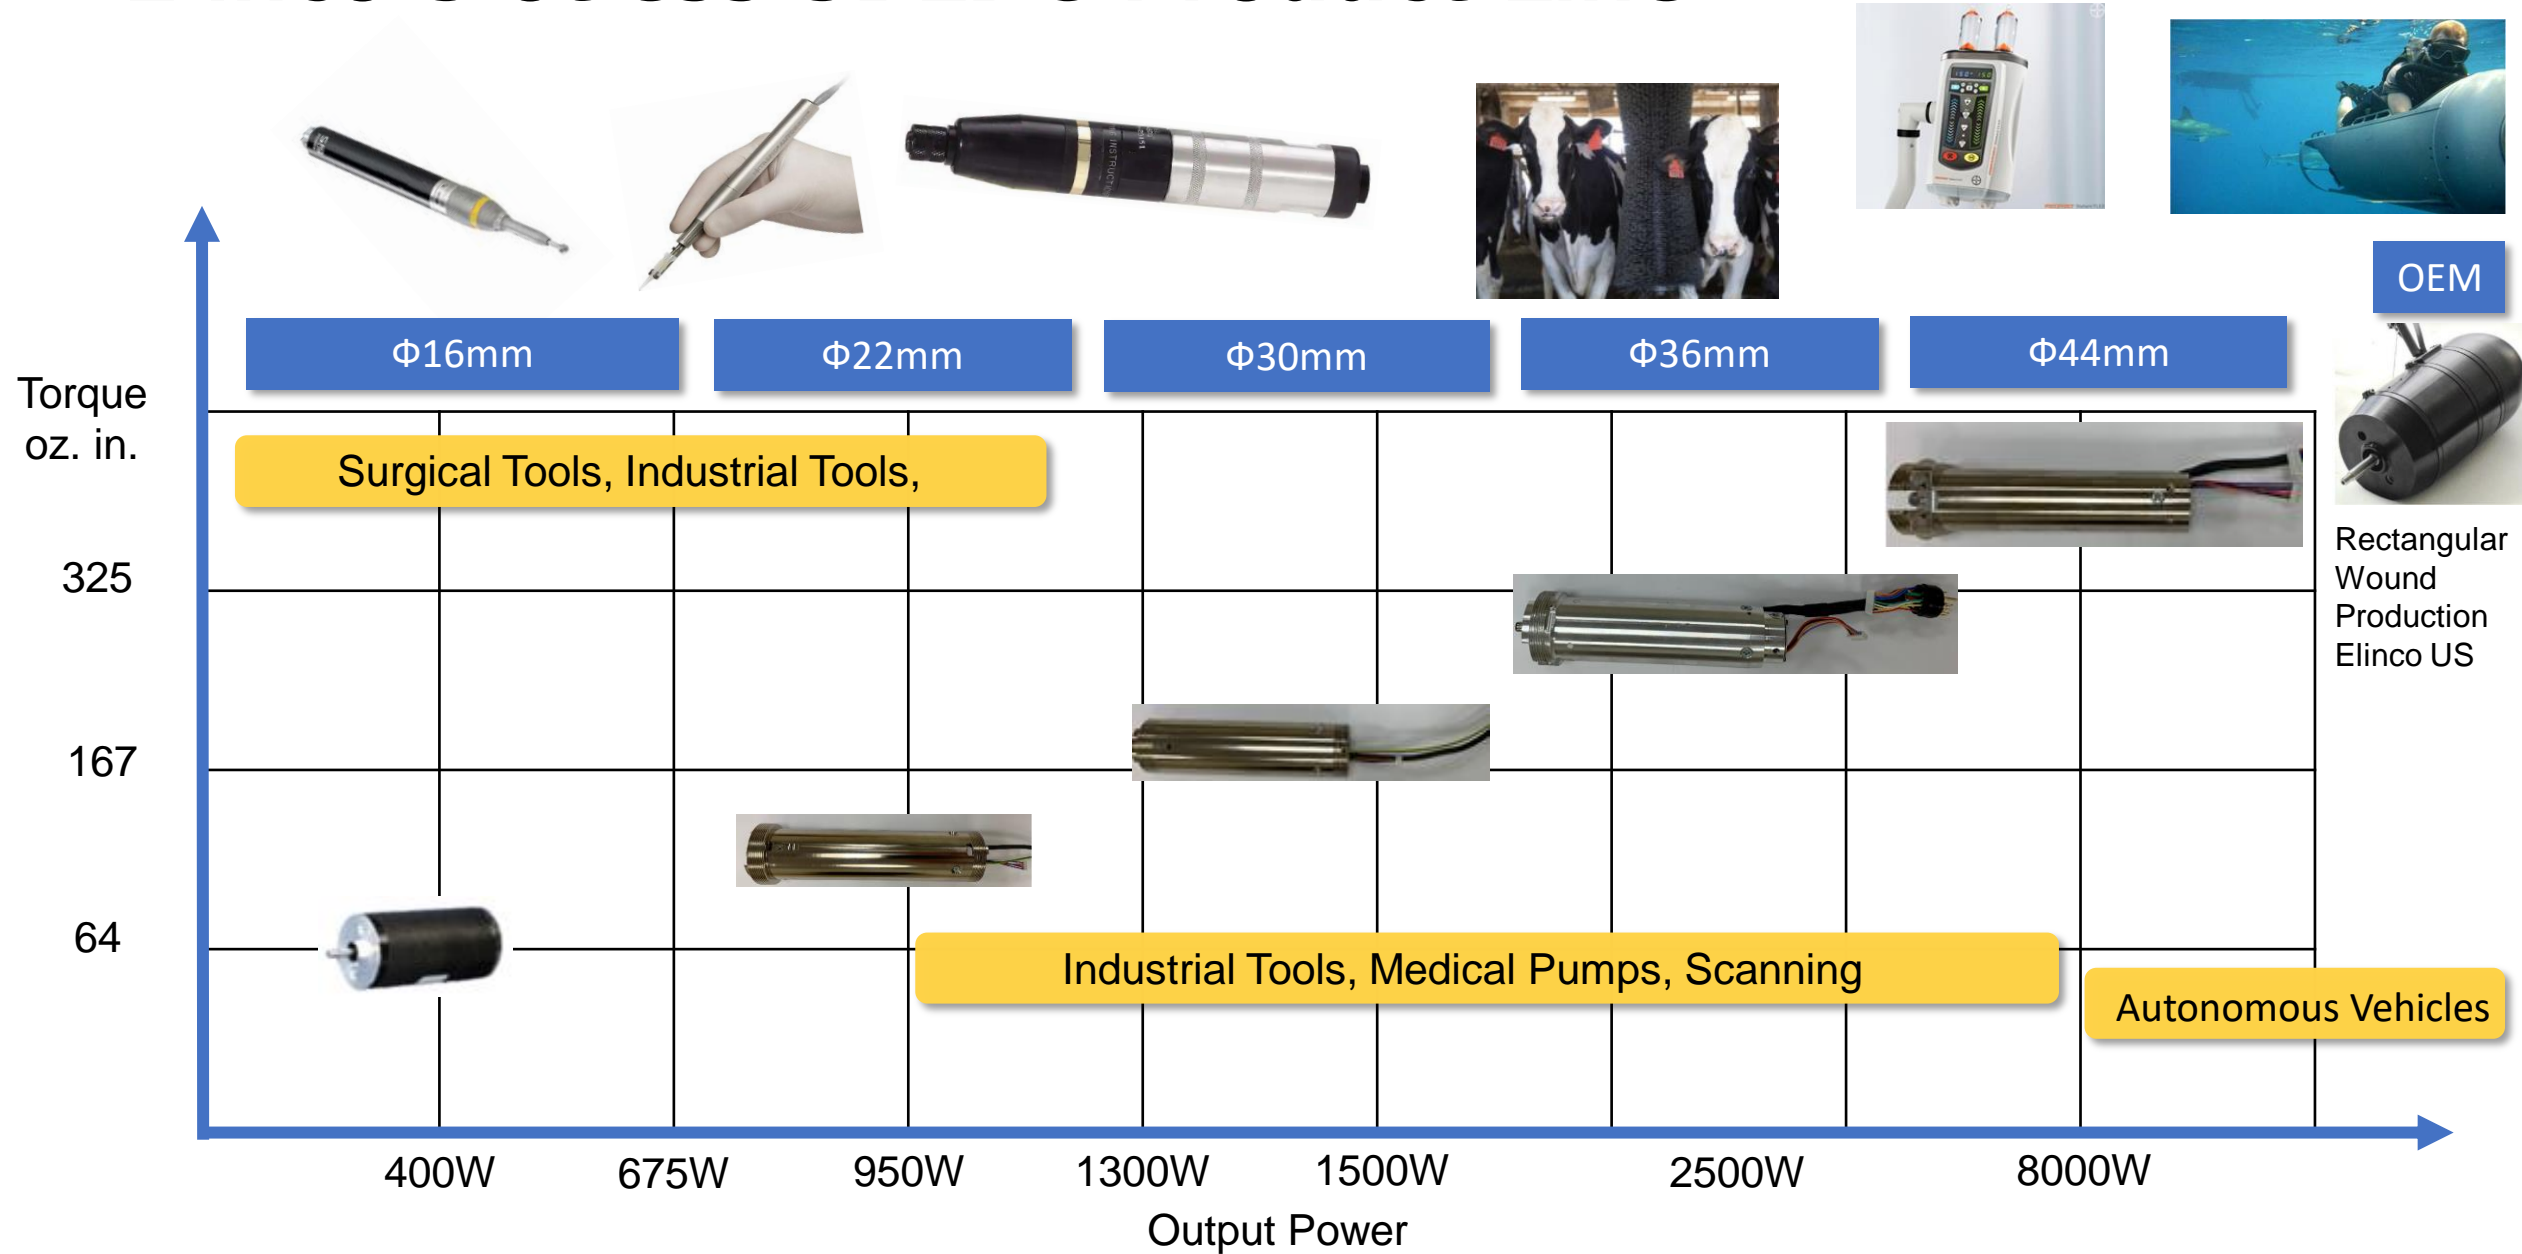 OEM
Φ16mm
Φ22mm
Φ30mm
Φ36mm
Φ44mm
Torque
oz. in.
Surgical Tools, Industrial Tools,
Rectangular
Wound
Production
Elinco US
325
167
64
Industrial Tools, Medical Pumps, Scanning
Autonomous Vehicles
400W
675W
950W
1300W
1500W
2500W
8000W
Output Power